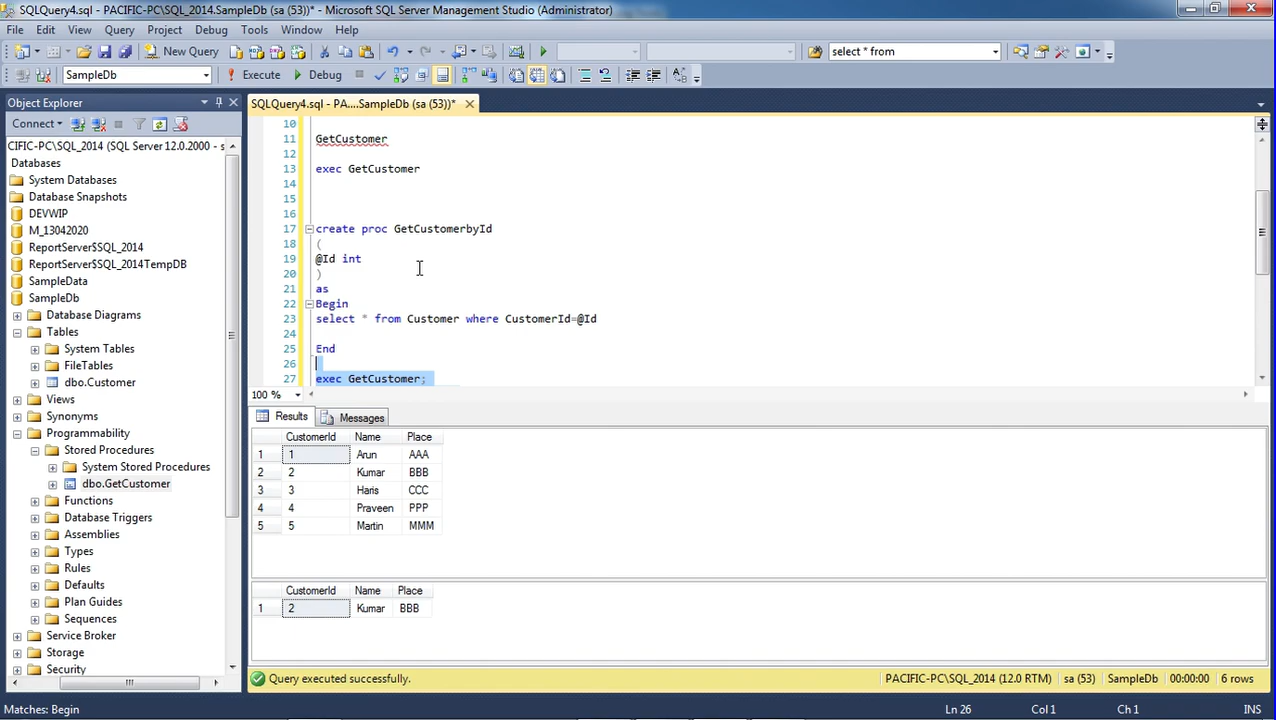 SQLQuery4.sql - PACIFIC-PC\SQL_2014.SampleDb (sa (53))* - Microsoft SQL Server Management Studio (Administrator)
File Edit View Query Project Debug Tools Window Help
New Query select * from
SampleDb Execute Debug
Object Explorer
Connect
CIFIC-PC\SQL_2014 (SQL Server 12.0.2000 - s
Databases
System Databases
Database Snapshots
DEVWIP
M_13042020
ReportServer$SQL_2014
ReportServer$SQL_2014TempDB
SampleData
SampleDb
Database Diagrams
Tables
System Tables
FileTables
dbo.Customer
Views
Synonyms
Programmability
Stored Procedures
System Stored Procedures
dbo.GetCustomer
Functions
Database Triggers
Assemblies
Types
Rules
Defaults
Plan Guides
Sequences
Service Broker
Storage
Security
SQLQuery4.sql - PA....SampleDb (sa (53))*
10
11 GetCustomer
12
13 exec GetCustomer
14
15
16
17 create proc GetCustomerbyId
18 (
19 @Id int
20 )
21 as
22 Begin
23 select * from Customer where CustomerId=@Id
24
25 End
26
27 exec GetCustomer;
100 %
Results Messages
CustomerId Name Place
1 1 Arun AAA
2 2 Kumar BBB
3 3 Haris CCC
4 4 Praveen PPP
5 5 Martin MMM
CustomerId Name Place
1 2 Kumar BBB
Query executed successfully. PACIFIC-PC\SQL_2014 (12.0 RTM) sa (53) SampleDb 00:00:00 6 rows
Matches: Begin Ln 26 Col 1 Ch 1 INS